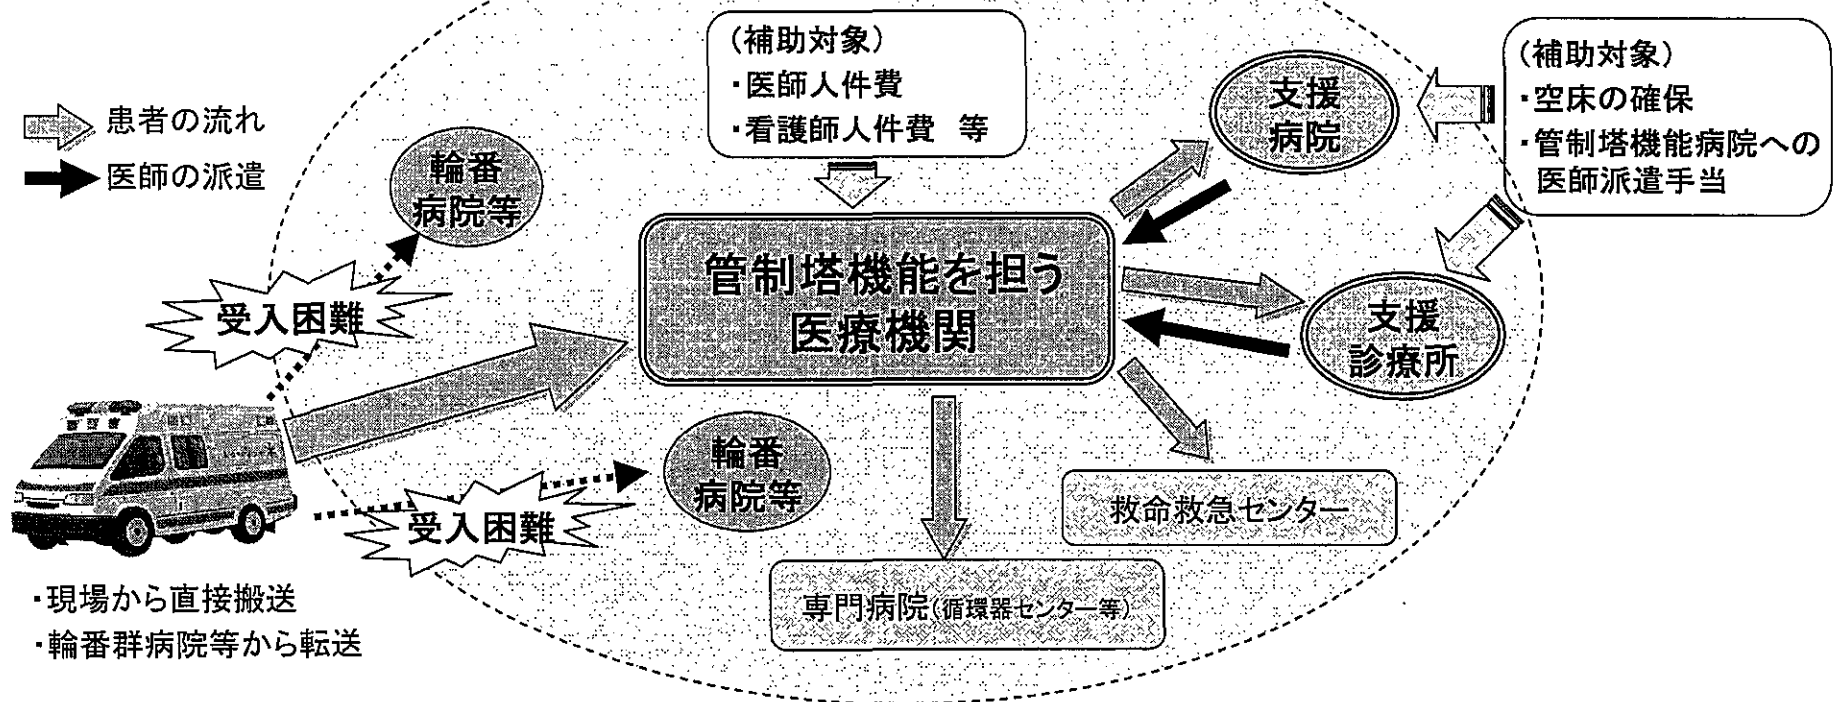 患者の流れ
医師の派遣
(補助対象)
・医師人件費
・看護師人件費 等
(補助対象)
・空床の確保
・管制塔機能病院への
医師派遣手当
支援
病院
輪番
病院等
管制塔機能を担う
医療機関
受入困難
支援
診療所
輪番
病院等
受入困難
救命救急センター
専門病院(循環器センター等)
・現場から直接搬送
・輪番群病院等から転送